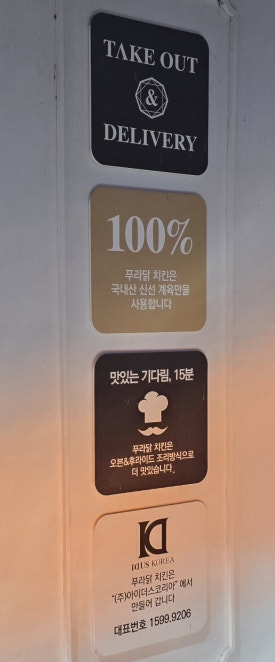 TAKE OUT
&
DELIVERY
100%
푸라닭 치킨은
국내산 신선 계육만을
사용합니다
맛있는 기다림, 15분
푸라닭 치킨은
오븐&후라이드 조리방식으로
더 맛있습니다.
IDUS KOREA
푸라닭 치킨은
"(주)아이더스코리아" 에서
만들어 갑니다
대표번호 1599.9206